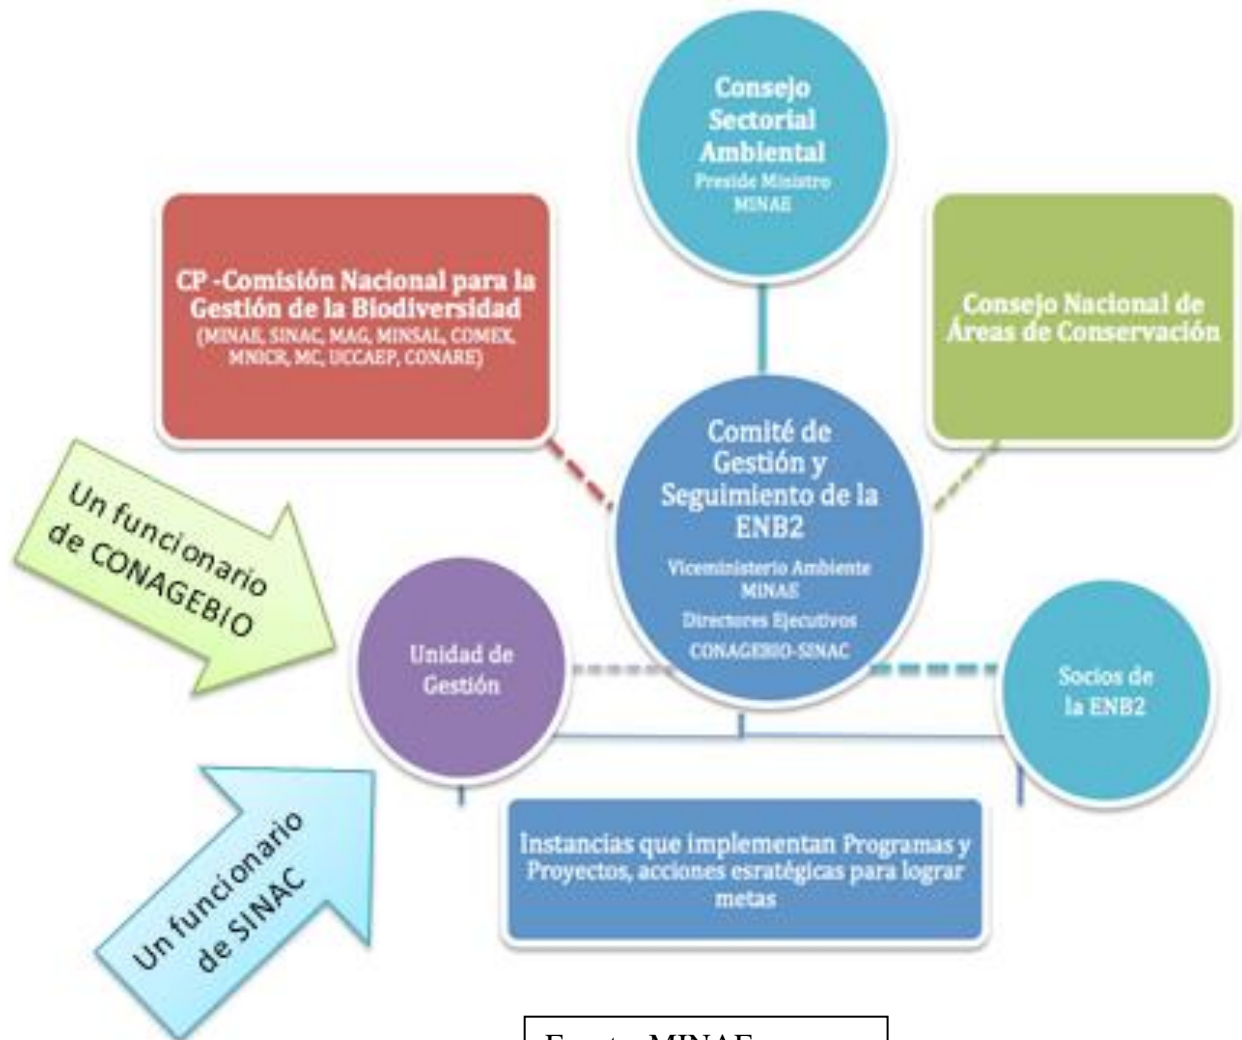 Consejo
Sectorial
Ambiental
Preside Ministro
MINAE
CP -Comisión Nacional para la
Gestión de la Biodiversidad
(MINAE, SINAC, MAG, MINSAL, COMEX,
MNICR, MC, UCCAEP, CONARE)
Consejo Nacional de
Áreas de Conservación
Comité de
Gestión y
Seguimiento de la
ENB2
Viceministerio Ambiente
MINAE
Directores Ejecutivos
CONAGEBIO-SINAC
Un funcionario
de CONAGEBIO
Unidad de
Gestión
Socios de
la ENB2
Un funcionario
de SINAC
Instancias que implementan Programas y
Proyectos, acciones esratégicas para lograr
metas
Fuente: MINAE